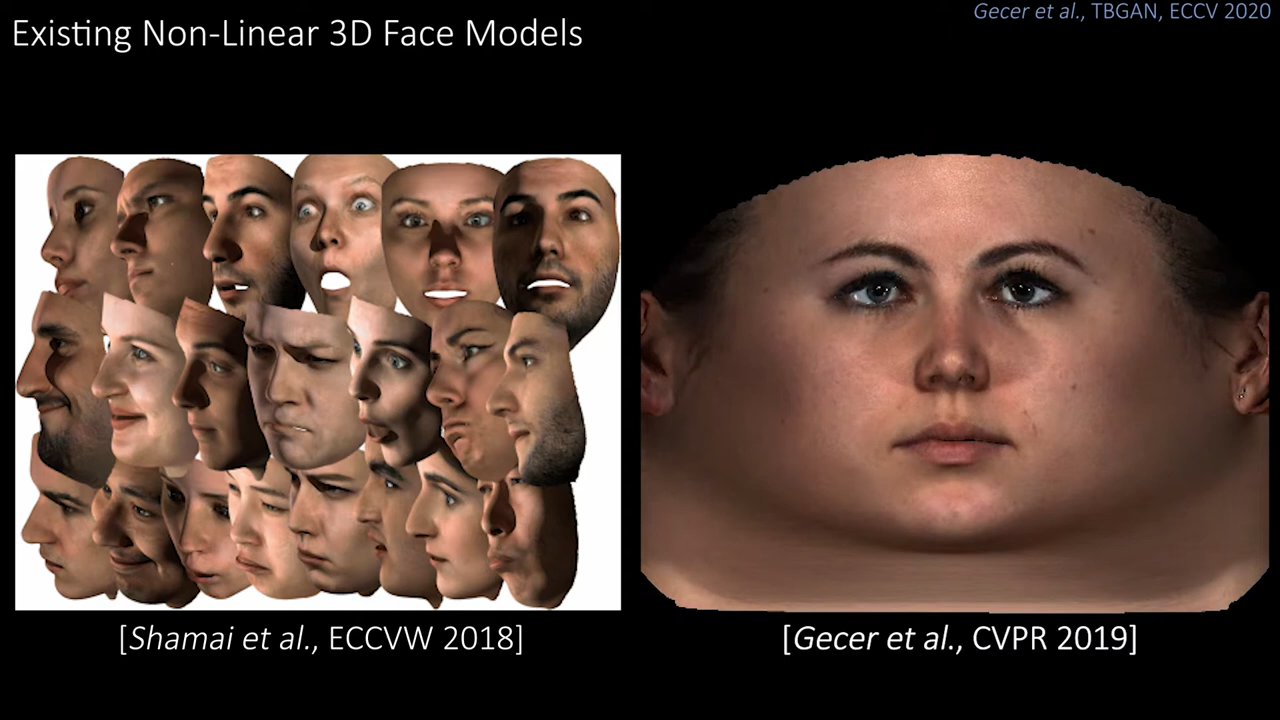 Gecer et al., TBGAN, ECCV 2020
Existing Non-Linear 3D Face Models
[Shamai et al., ECCVW 2018]
[Gecer et al., CVPR 2019]